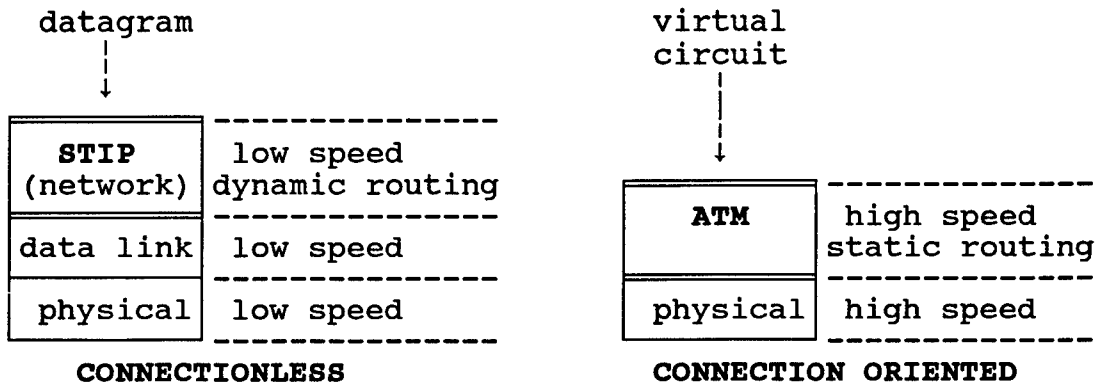 datagram
STIP
(network)
low speed
dynamic routing
data link
low speed
physical
low speed
CONNECTIONLESS
virtual
circuit
ATM
high speed
static routing
physical
high speed
CONNECTION ORIENTED